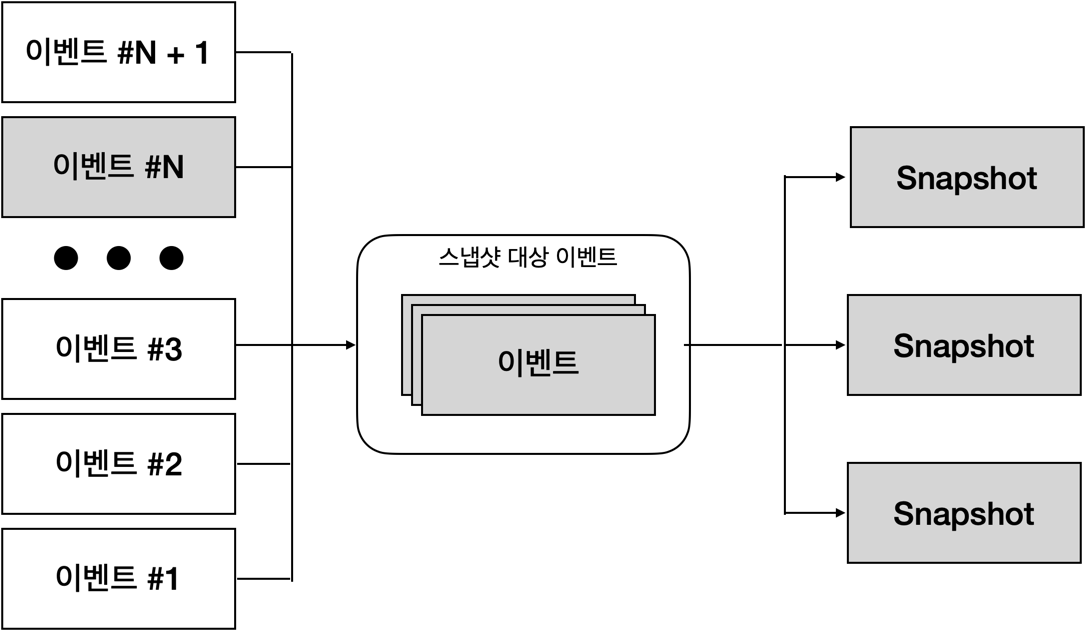 이벤트 #N + 1
이벤트 #N
이벤트 #3
이벤트 #2
이벤트 #1
스냅샷 대상 이벤트
이벤트
Snapshot
Snapshot
Snapshot